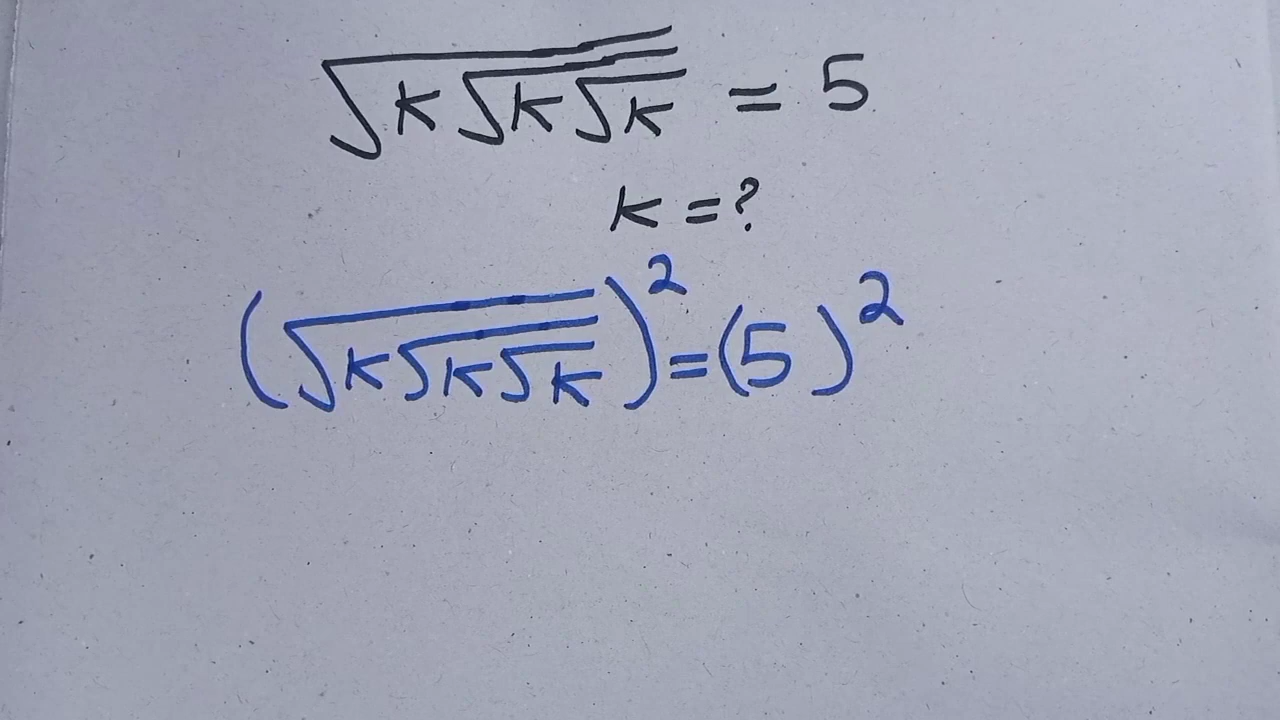 √(K√(K√K)) = 5
K = ?
(√(K√(K√K)))² = (5)²